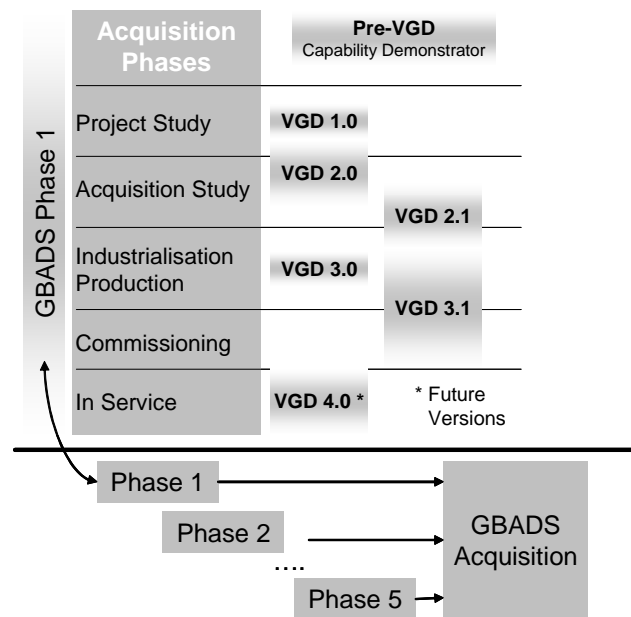 Acquisition
Phases
Pre-VGD
Capability Demonstrator
GBADS Phase 1
Project Study
VGD 1.0
VGD 2.0
Acquisition Study
VGD 2.1
Industrialisation
Production
VGD 3.0
VGD 3.1
Commissioning
In Service
VGD 4.0 *
* Future
Versions
Phase 1
Phase 2
....
Phase 5
GBADS
Acquisition